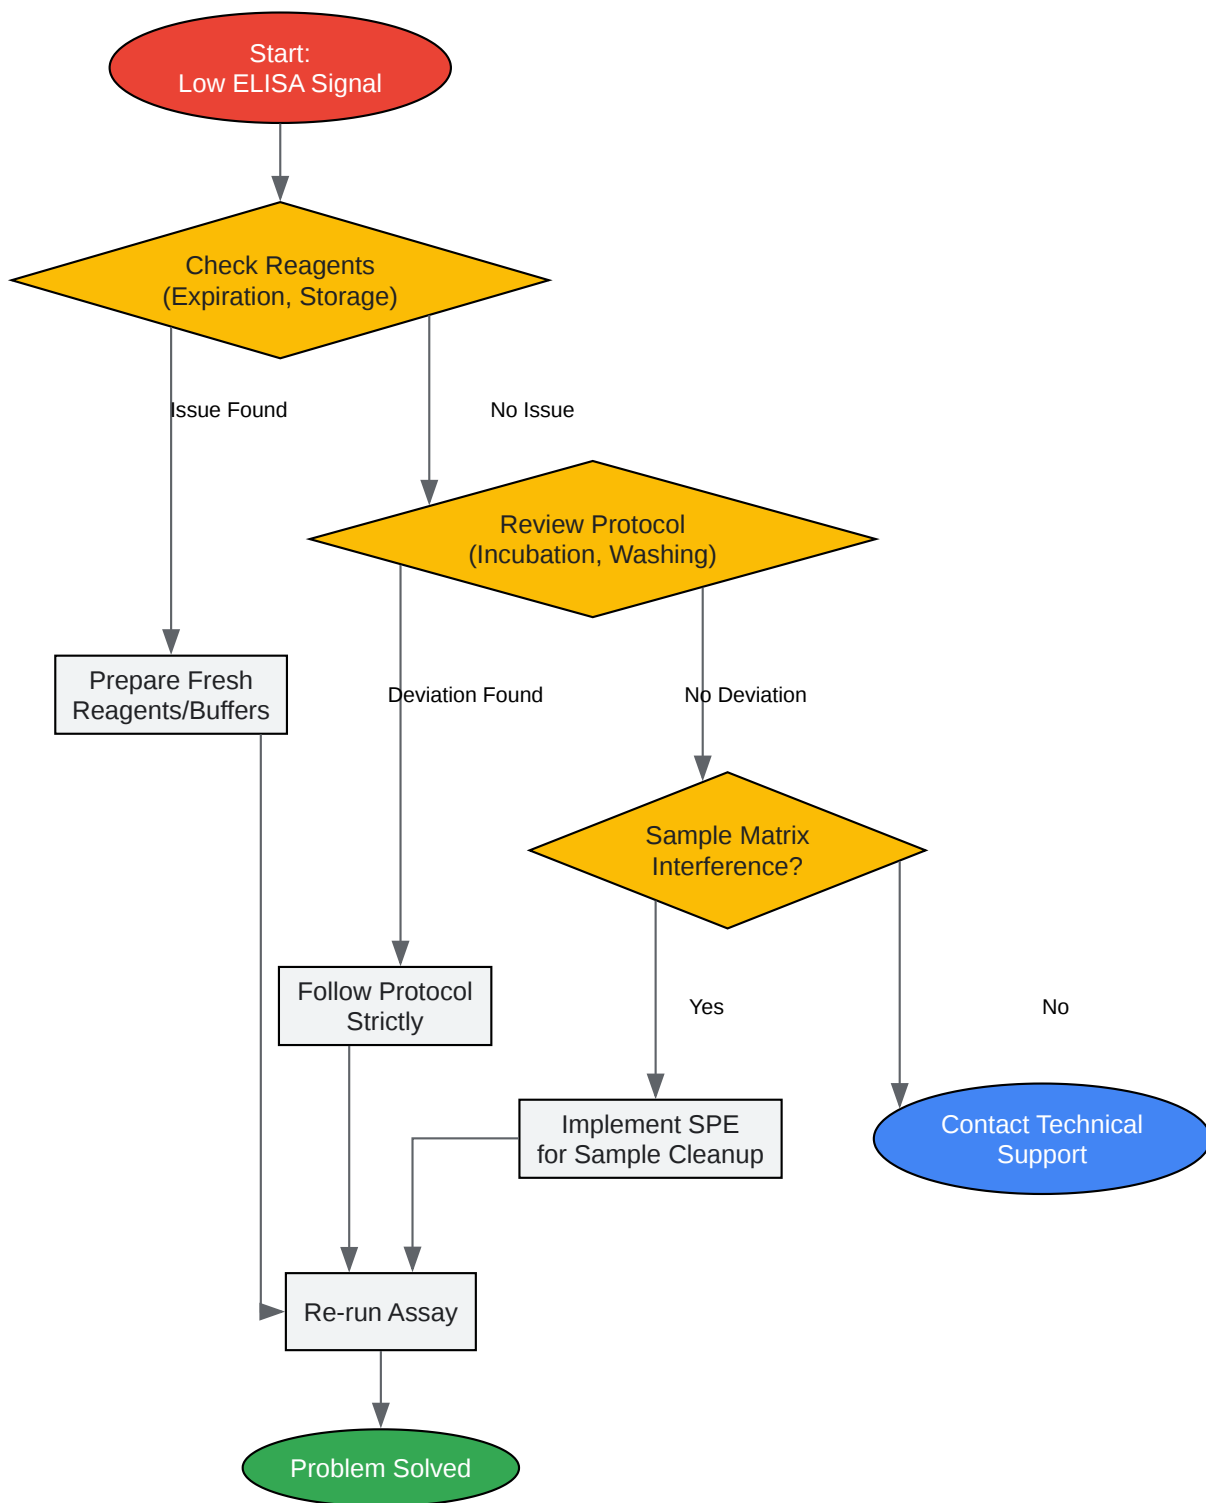 Start:
Low ELISA Signal
Check Reagents
(Expiration, Storage)
Issue Found
No Issue
Review Protocol
(Incubation, Washing)
Prepare Fresh
Reagents/Buffers
Deviation Found
No Deviation
Sample Matrix
Interference?
Follow Protocol
Strictly
Yes
No
Implement SPE
for Sample Cleanup
Contact Technical
Support
Re-run Assay
Problem Solved